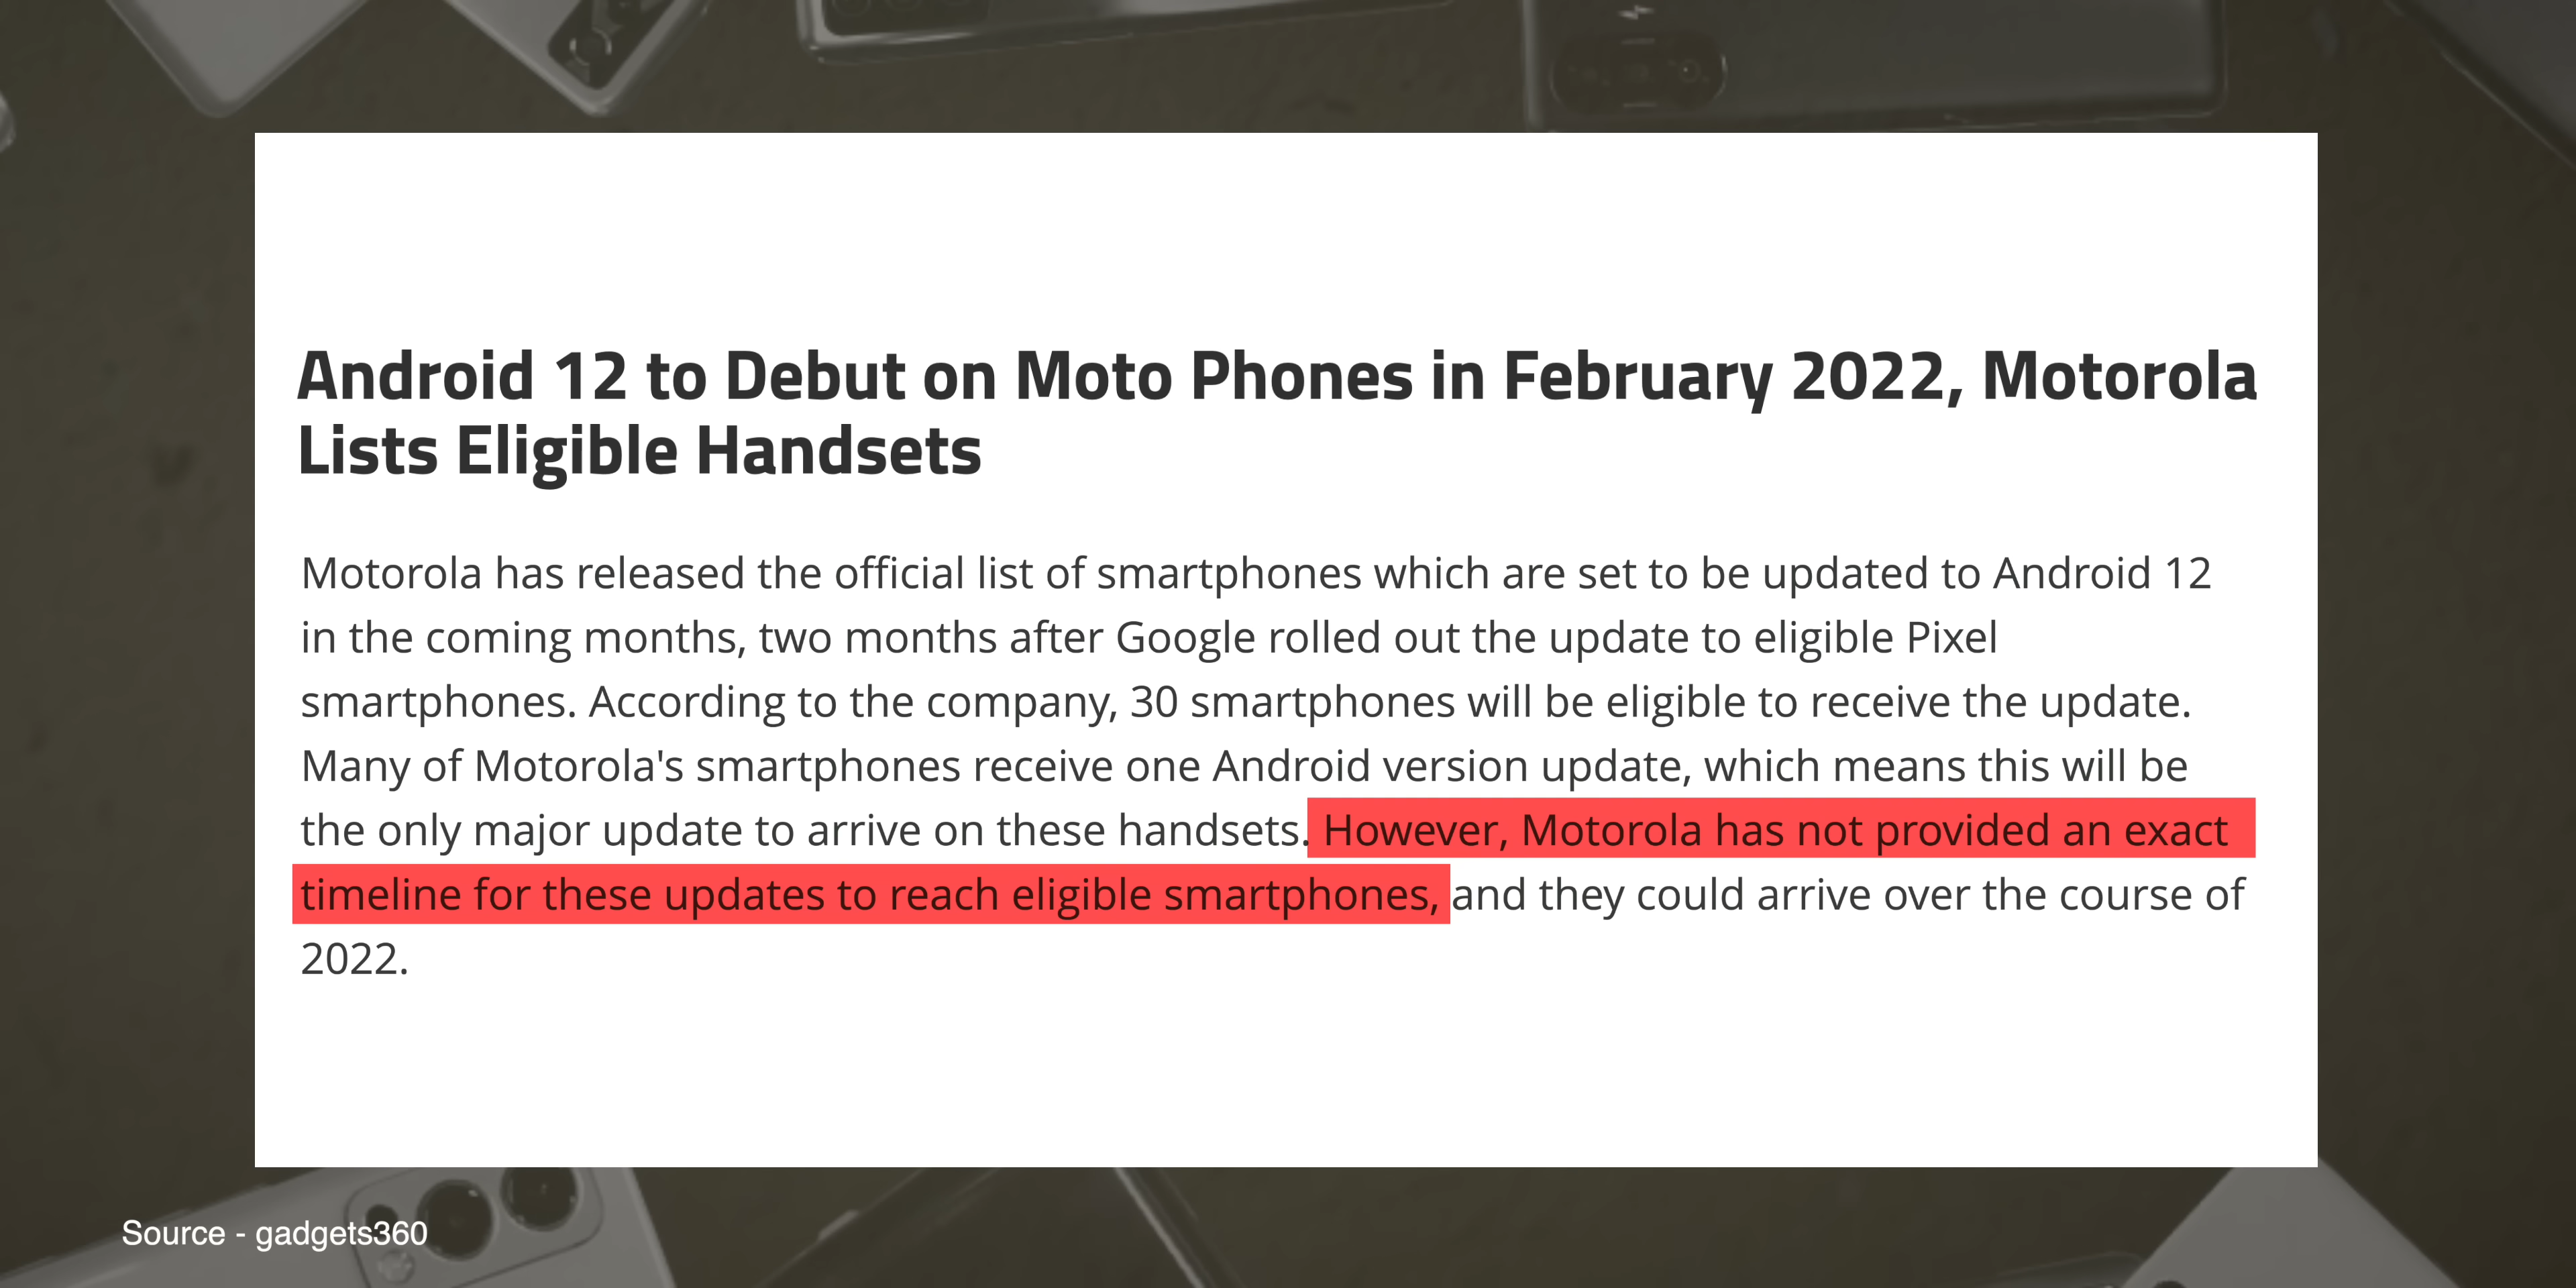 Android 12 to Debut on Moto Phones in February 2022, Motorola
Lists Eligible Handsets
Motorola has released the official list of smartphones which are set to be updated to Android 12
in the coming months, two months after Google rolled out the update to eligible Pixel
smartphones. According to the company, 30 smartphones will be eligible to receive the update.
Many of Motorola's smartphones receive one Android version update, which means this will be
the only major update to arrive on these handsets. However, Motorola has not provided an exact
timeline for these updates to reach eligible smartphones, and they could arrive over the course of
2022.
Source - gadgets360